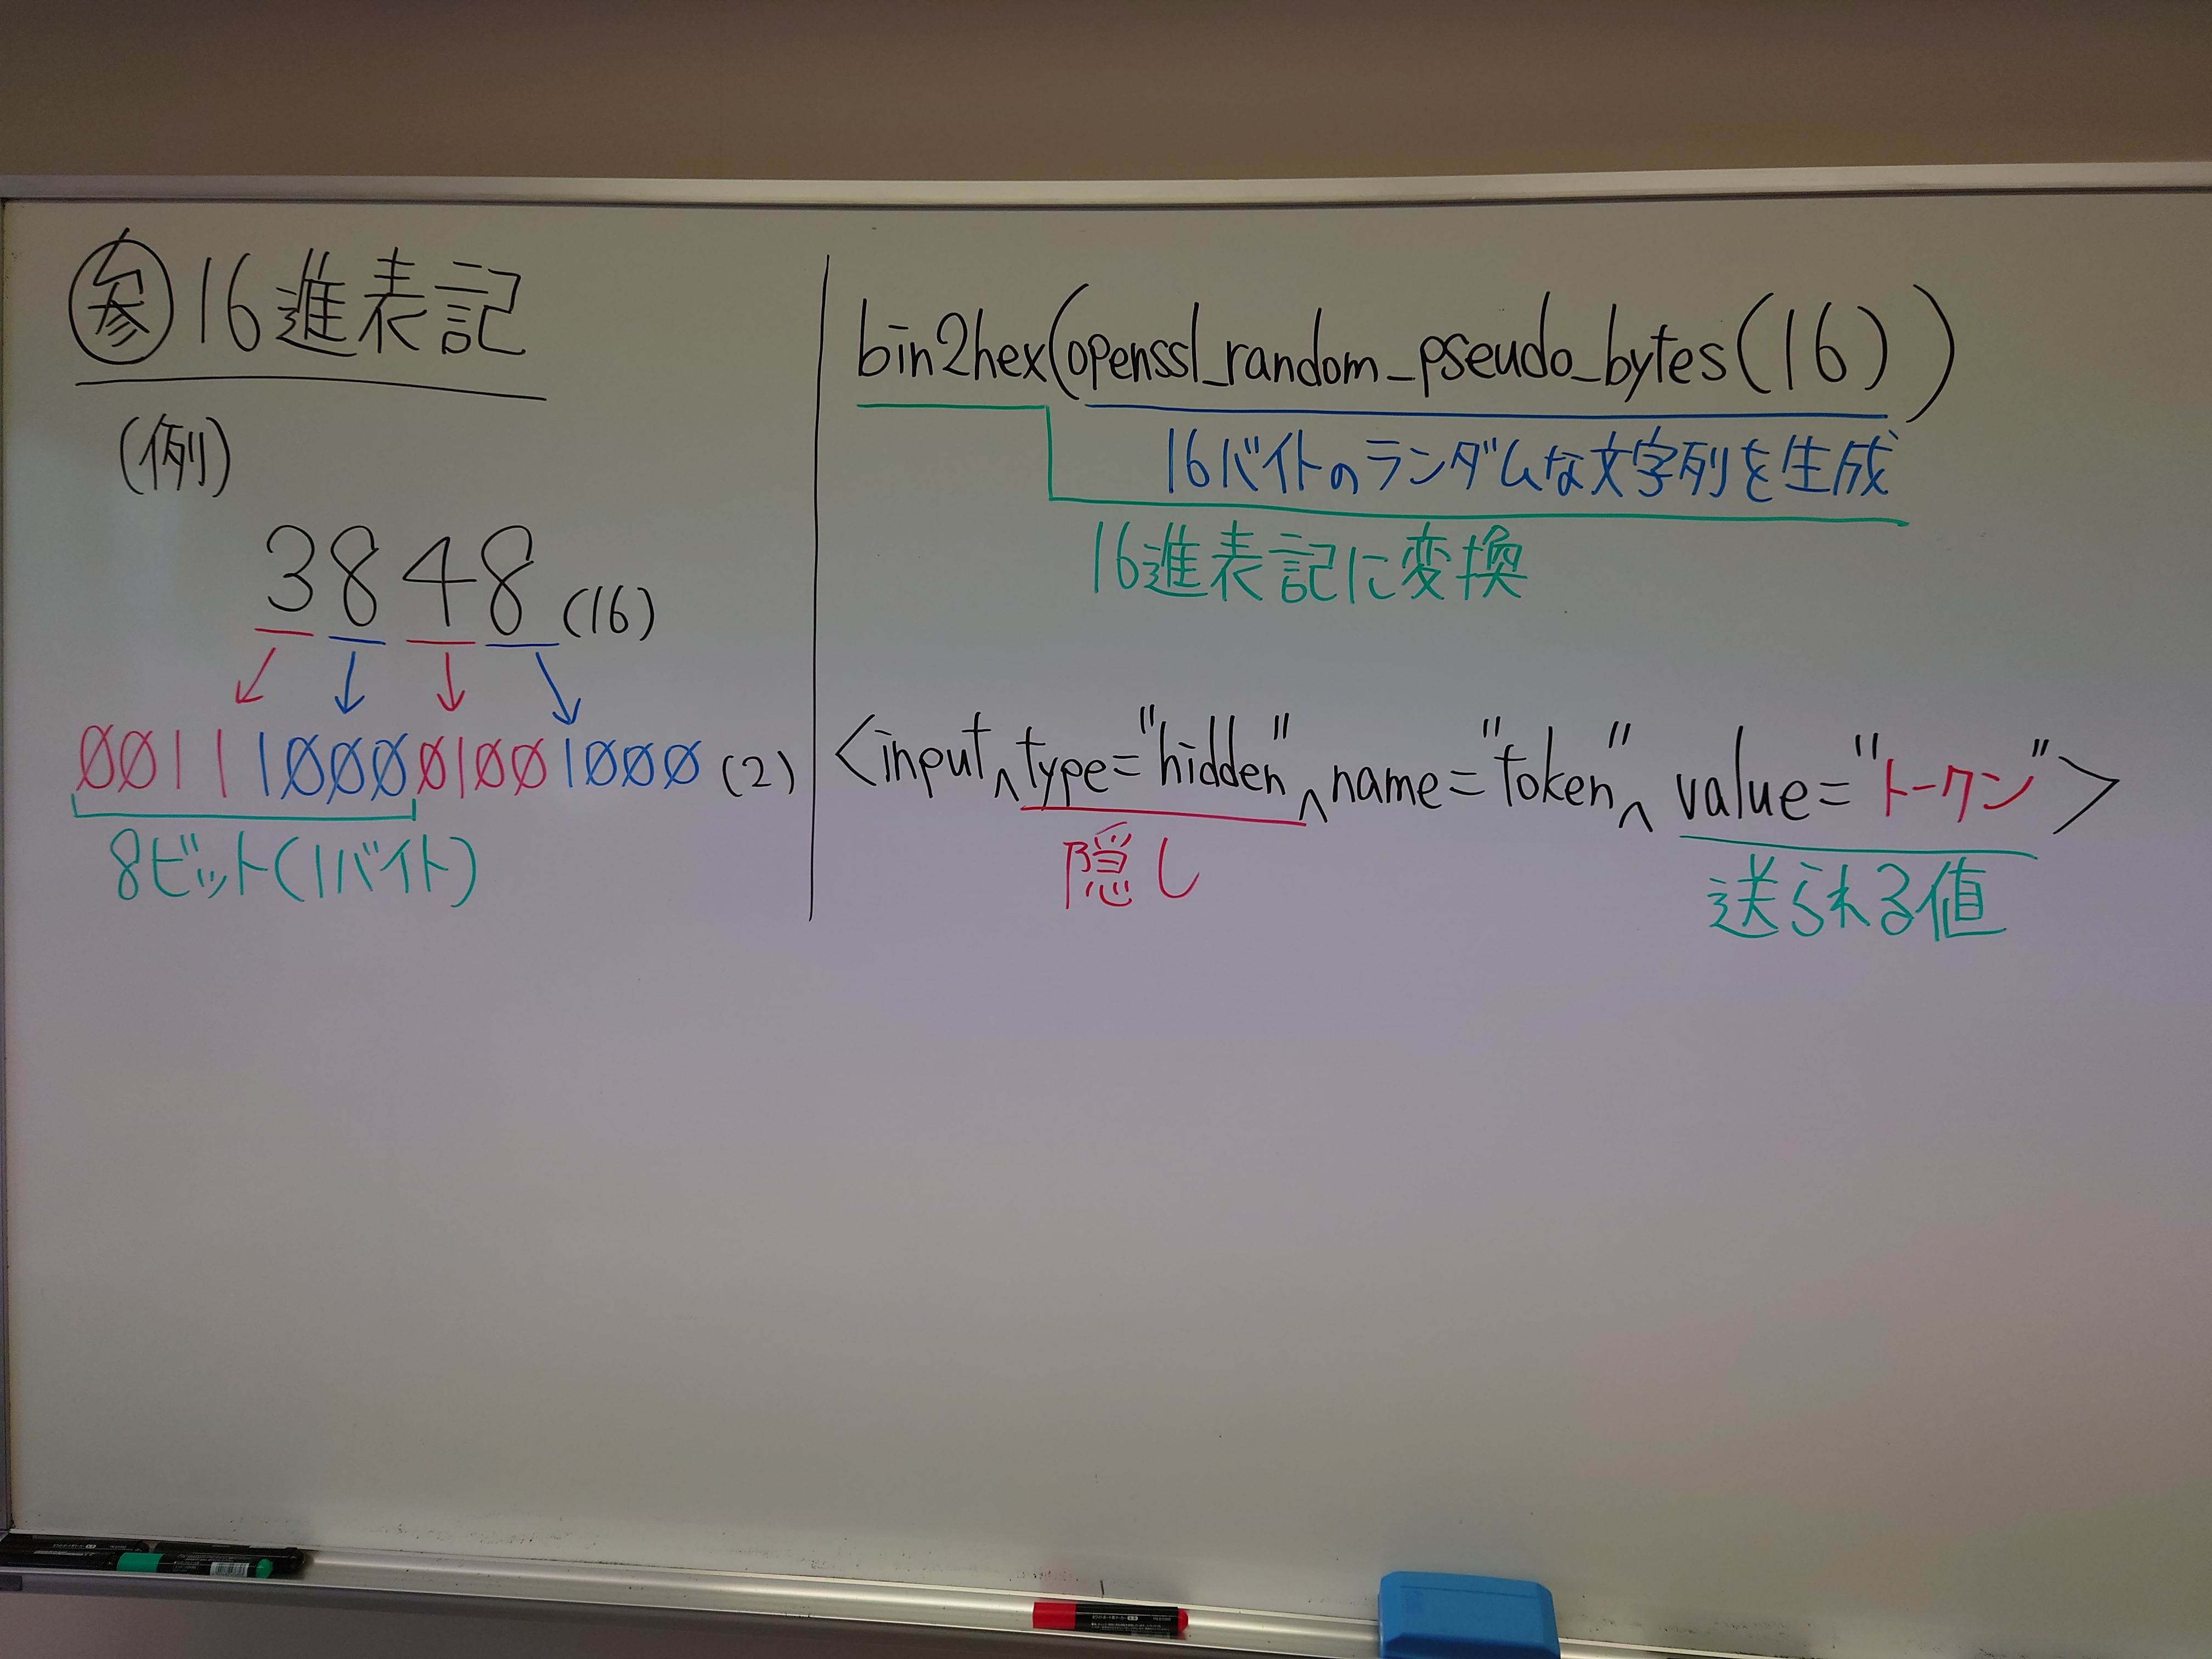 参 16進表記
(例)
3848(16)
0011100001001000(2)
8ビット(1バイト)
bin2hex(openssl_random_pseudo_bytes(16))
16バイトのランダムな文字列を生成
16進表記に変換
<input^type="hidden"^name="token"^value="トークン">
隠し
送られる値